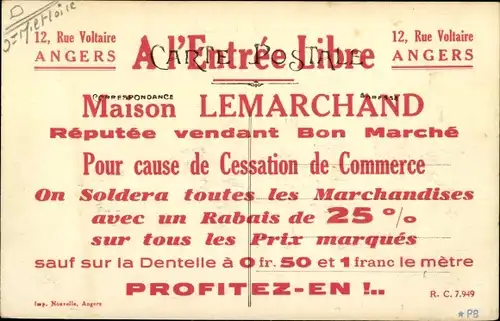 12, Rue Voltaire
ANGERS
A l'Entrée Libre
12, Rue Voltaire
ANGERS
CARTE POSTALE
CORRESPONDANCE
Maison LEMARCHAND
Réputée vendant Bon Marché
Pour cause de Cessation de Commerce
On Soldera toutes les Marchandises
avec un Rabais de 25 %
sur tous les Prix marqués
sauf sur la Dentelle à 0 fr. 50 et 1 franc le mètre
PROFITEZ-EN !..
Imp. Nouvelle, Angers
R. C. 7.949
*PB